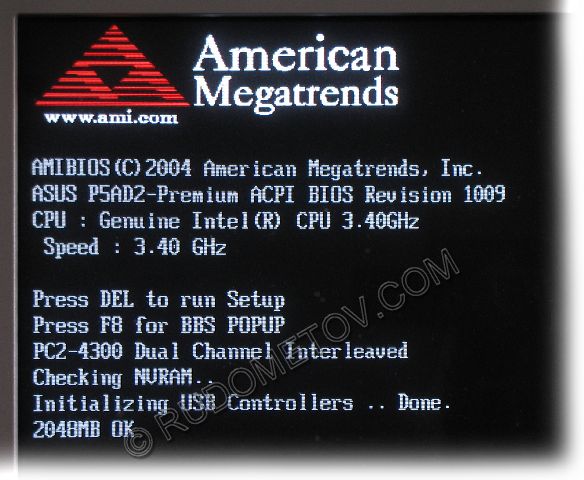 American
Megatrends
www.ami.com
AMIBIOS(C)2004 American Megatrends, Inc.
ASUS P5AD2-Premium ACPI BIOS Revision 1009
CPU : Genuine Intel(R) CPU 3.40GHz
Speed : 3.40 GHz
Press DEL to run Setup
Press F8 for BBS POPUP
PC2-4300 Dual Channel Interleaved
Checking NVRAM..
Initializing USB Controllers .. Done.
2048MB OK
© RUDOMETOV.COM